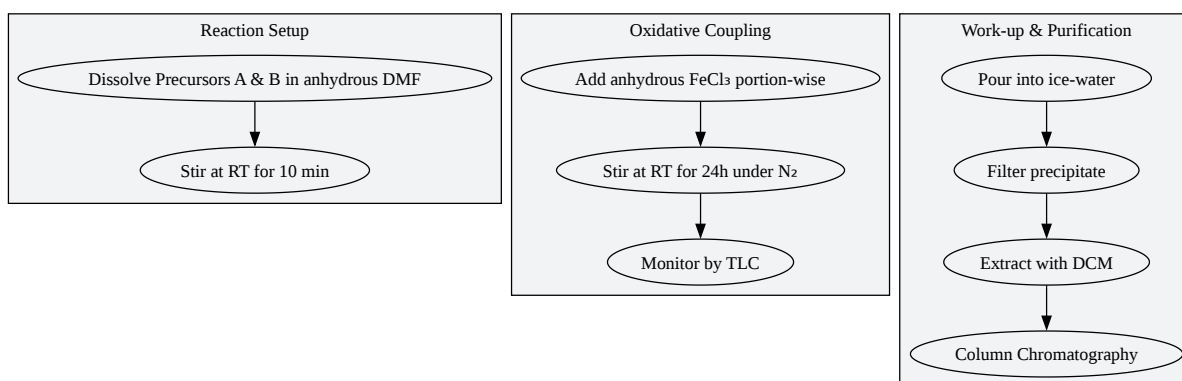 Reaction Setup
Dissolve Precursors A & B in anhydrous DMF
Stir at RT for 10 min
Oxidative Coupling
Add anhydrous FeCl₃ portion-wise
Stir at RT for 24h under N₂
Monitor by TLC
Work-up & Purification
Pour into ice-water
Filter precipitate
Extract with DCM
Column Chromatography